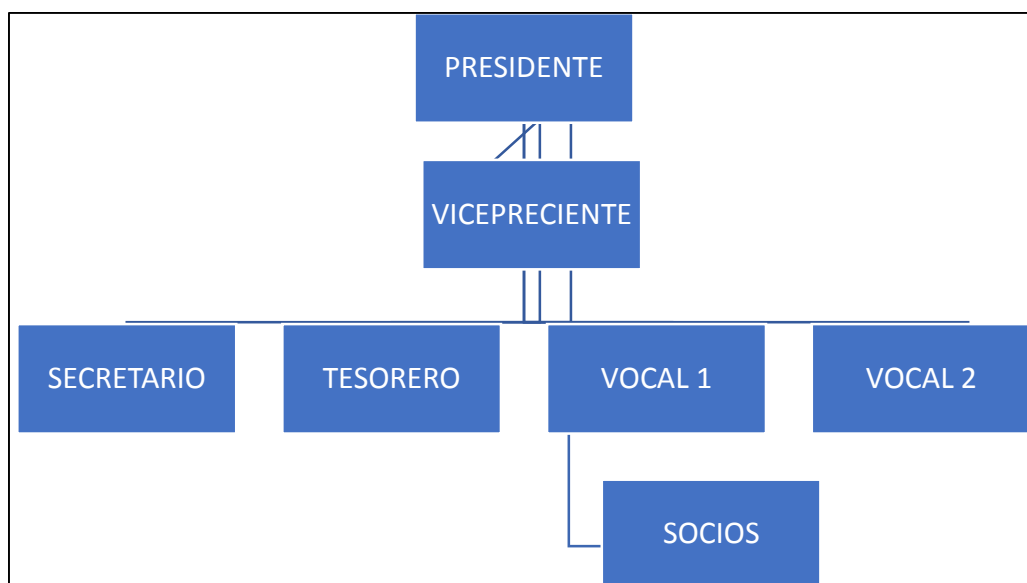 PRESIDENTE
VICEPRECIENTE
SECRETARIO
TESORERO
VOCAL 1
VOCAL 2
SOCIOS